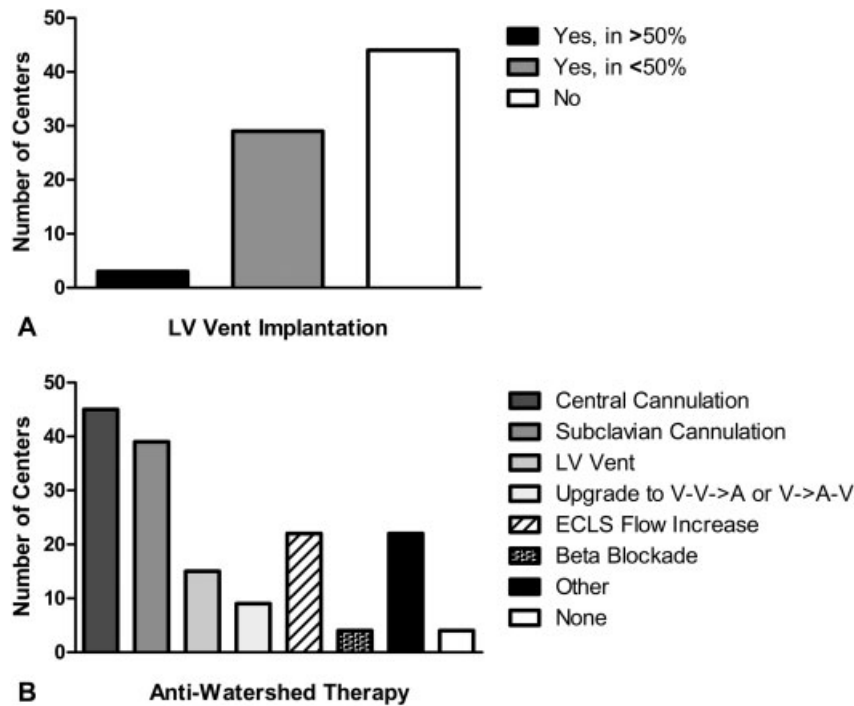 50
40
30
20
10
0
Number of Centers
Yes, in >50%
Yes, in <50%
No
A
LV Vent Implantation
50
40
30
20
10
0
Number of Centers
Central Cannulation
Subclavian Cannulation
LV Vent
Upgrade to V-V->A or V->A-V
ECLS Flow Increase
Beta Blockade
Other
None
B
Anti-Watershed Therapy